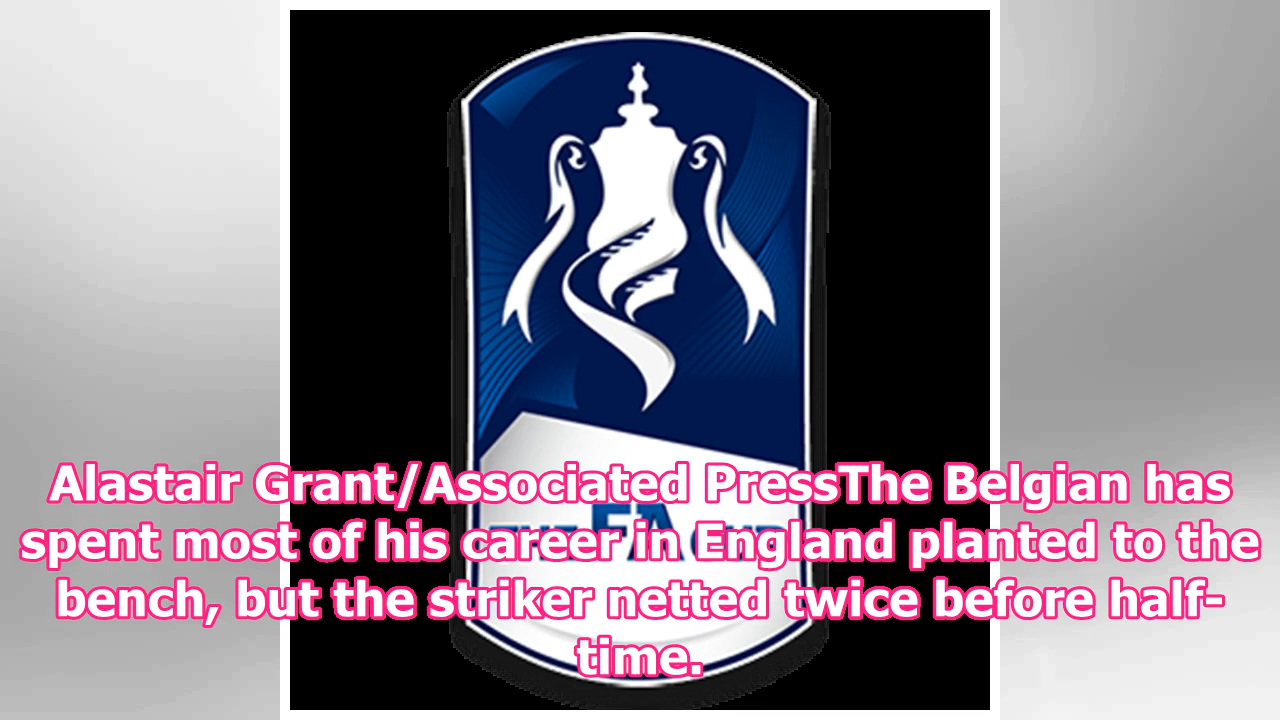 Alastair Grant/Associated PressThe Belgian has
spent most of his career in England planted to the
bench, but the striker netted twice before half-
time.